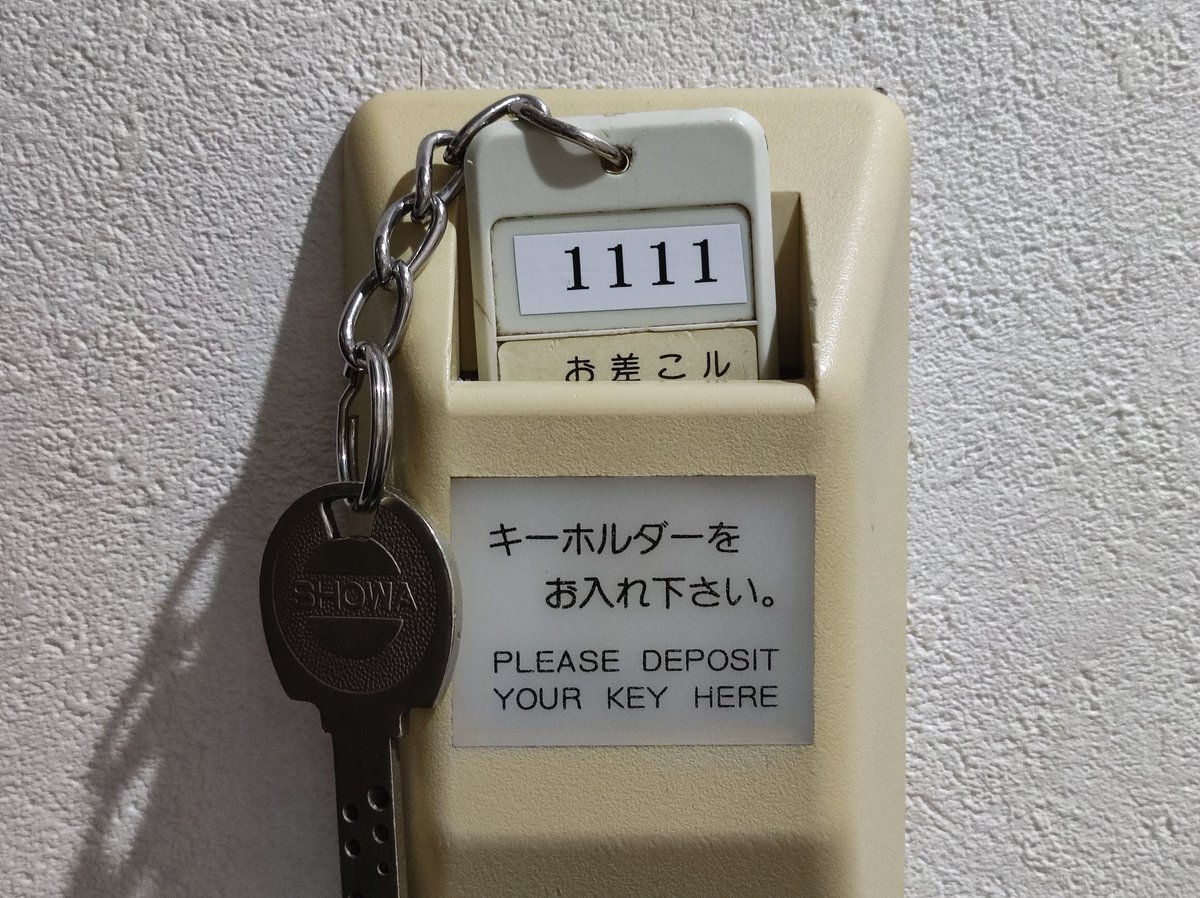 1111
お差こ
キーホルダーを
お入れ下さい。
PLEASE DEPOSIT
YOUR KEY HERE
SHOWA